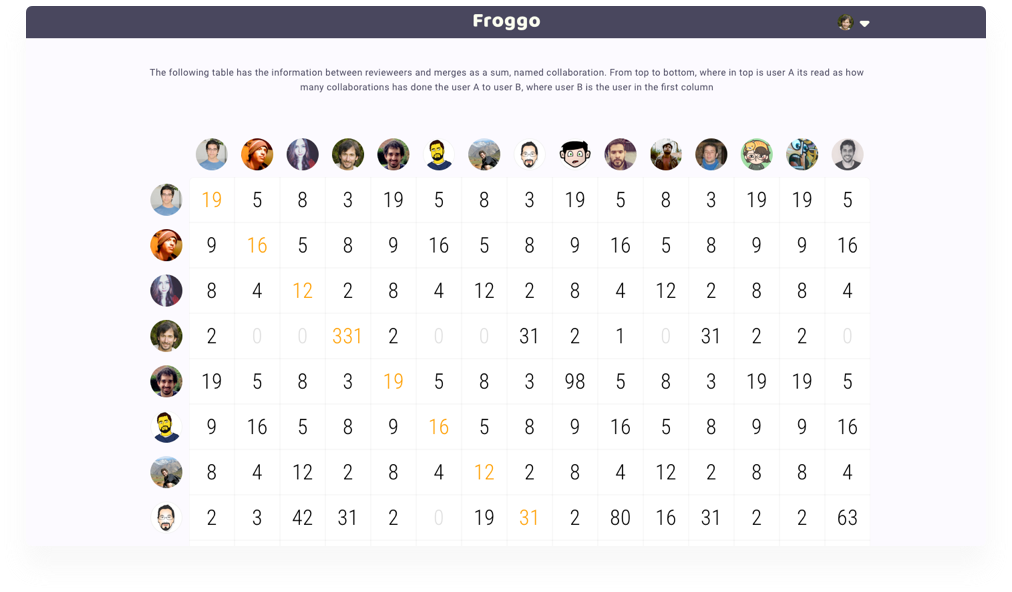 Froggo
The following table has the information between revieweers and merges as a sum, named collaboration. From top to bottom, where in top is user A its read as how
many collaborations has done the user A to user B, where user B is the user in the first column
19 5 8 3 19 5 8 3 19 5 8 3 19 19 5
9 16 5 8 9 16 5 8 9 16 5 8 9 9 16
8 4 12 2 8 4 12 2 8 4 12 2 8 8 4
2 0 0 331 2 0 0 31 2 1 0 31 2 2 0
19 5 8 3 19 5 8 3 98 5 8 3 19 19 5
9 16 5 8 9 16 5 8 9 16 5 8 9 9 16
8 4 12 2 8 4 12 2 8 4 12 2 8 8 4
2 3 42 31 2 0 19 31 2 80 16 31 2 2 63